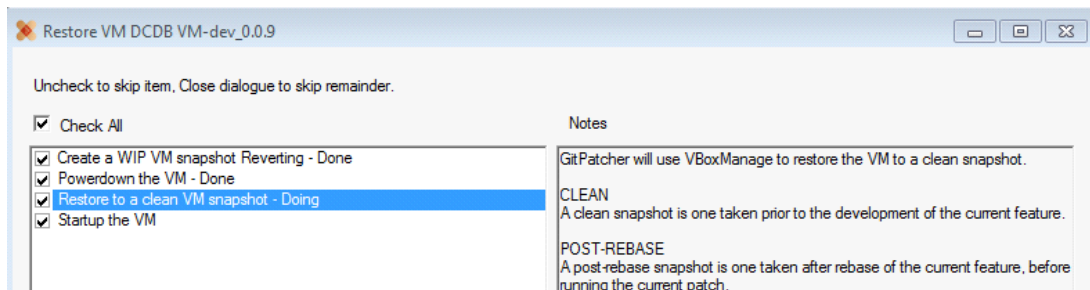 Restore VM DCDB VM-dev_0.0.9
Uncheck to skip item, Close dialogue to skip remainder.
Check All
Notes
Create a WIP VM snapshot Reverting - Done
Powerdown the VM - Done
Restore to a clean VM snapshot - Doing
Startup the VM
GitPatcher will use VBoxManage to restore the VM to a clean snapshot.
CLEAN
A clean snapshot is one taken prior to the development of the current feature.
POST-REBASE
A post-rebase snapshot is one taken after rebase of the current feature, before
running the current patch.